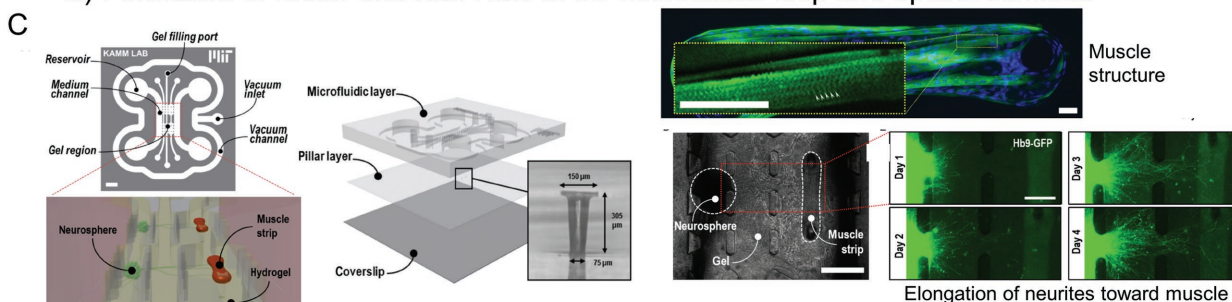 C
KAMM LAB
Gel filling port
Reservoir
Medium
channel
Gel region
Vacuum
inlet
Vacuum
channel
Neurosphere
Muscle
strip
Hydrogel
Microfluidic layer
Pillar layer
Coverslip
150 µm
305
µm
75 µm
Muscle
structure
Neurosphere
Gel
Muscle
strip
Hb9-GFP
Day 1
Day 2
Day 3
Day 4
Elongation of neurites toward muscle